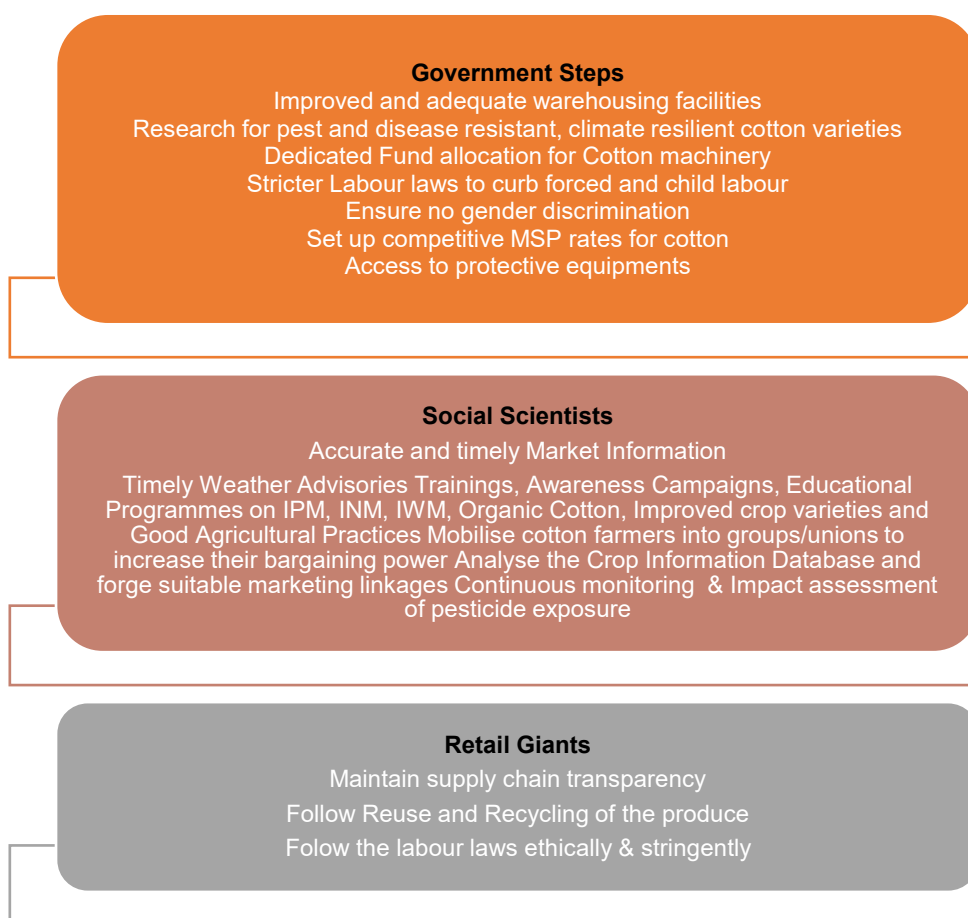 Government Steps
Improved and adequate warehousing facilities
Research for pest and disease resistant, climate resilient cotton varieties
Dedicated Fund allocation for Cotton machinery
Stricter Labour laws to curb forced and child labour
Ensure no gender discrimination
Set up competitive MSP rates for cotton
Access to protective equipments
Social Scientists
Accurate and timely Market Information
Timely Weather Advisories Trainings, Awareness Campaigns, Educational
Programmes on IPM, INM, IWM, Organic Cotton, Improved crop varieties and
Good Agricultural Practices Mobilise cotton farmers into groups/unions to
increase their bargaining power Analyse the Crop Information Database and
forge suitable marketing linkages Continuous monitoring & Impact assessment
of pesticide exposure
Retail Giants
Maintain supply chain transparency
Follow Reuse and Recycling of the produce
Folow the labour laws ethically & stringently